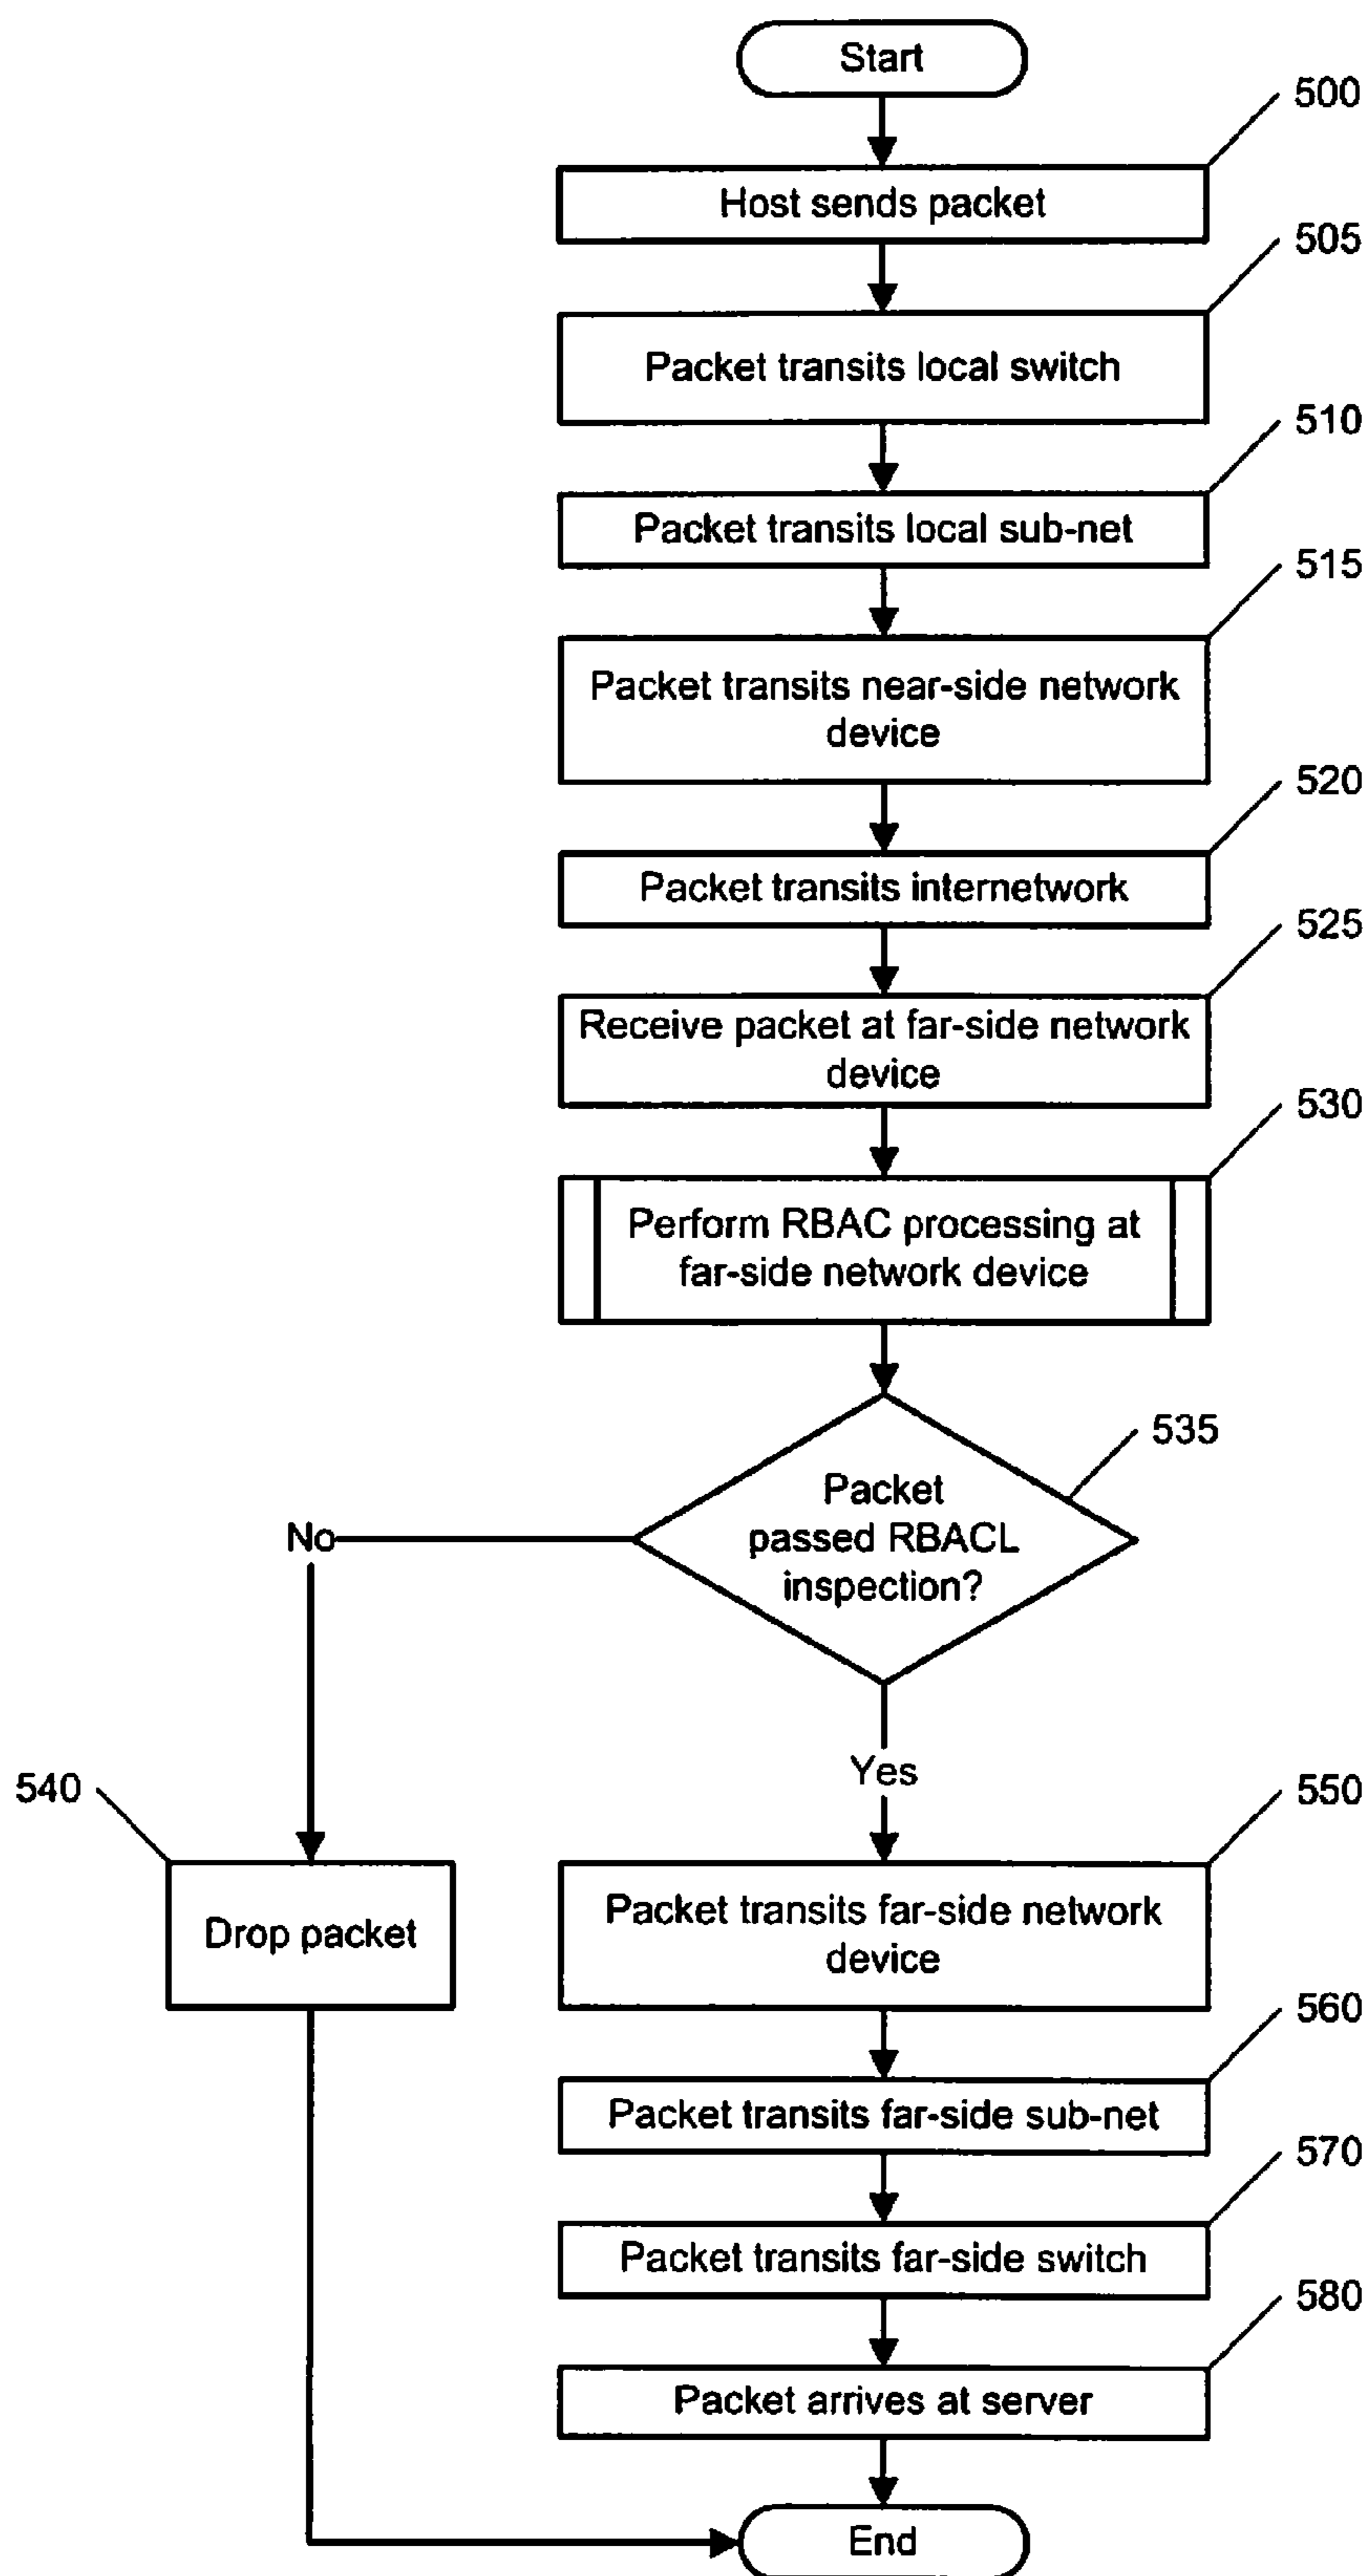 Start
500
Host sends packet
505
Packet transits local switch
510
Packet transits local sub-net
515
Packet transits near-side network
device
520
Packet transits internetwork
525
Receive packet at far-side network
device
530
Perform RBAC processing at
far-side network device
535
Packet
passed RBACL
inspection?
No
Yes
540
Drop packet
550
Packet transits far-side network
device
560
Packet transits far-side sub-net
570
Packet transits far-side switch
580
Packet arrives at server
End